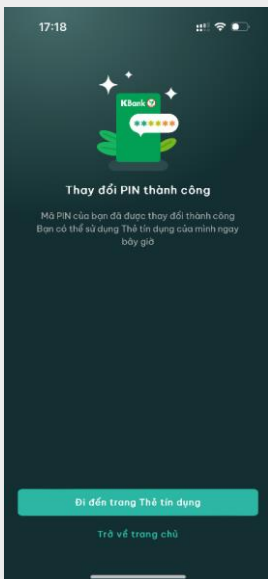 17:18
KBank
Thay đổi PIN thành công
Mã PIN của bạn đã được thay đổi thành công
Bạn có thể sử dụng Thẻ tín dụng của mình ngay
bây giờ
Đi đến trang Thẻ tín dụng
Trở về trang chủ